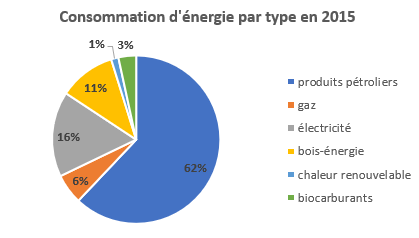 Consommation d'énergie par type en 2015
1%
3%
11%
16%
6%
62%
produits pétroliers
gaz
électricité
bois-énergie
chaleur renouvelable
biocarburants